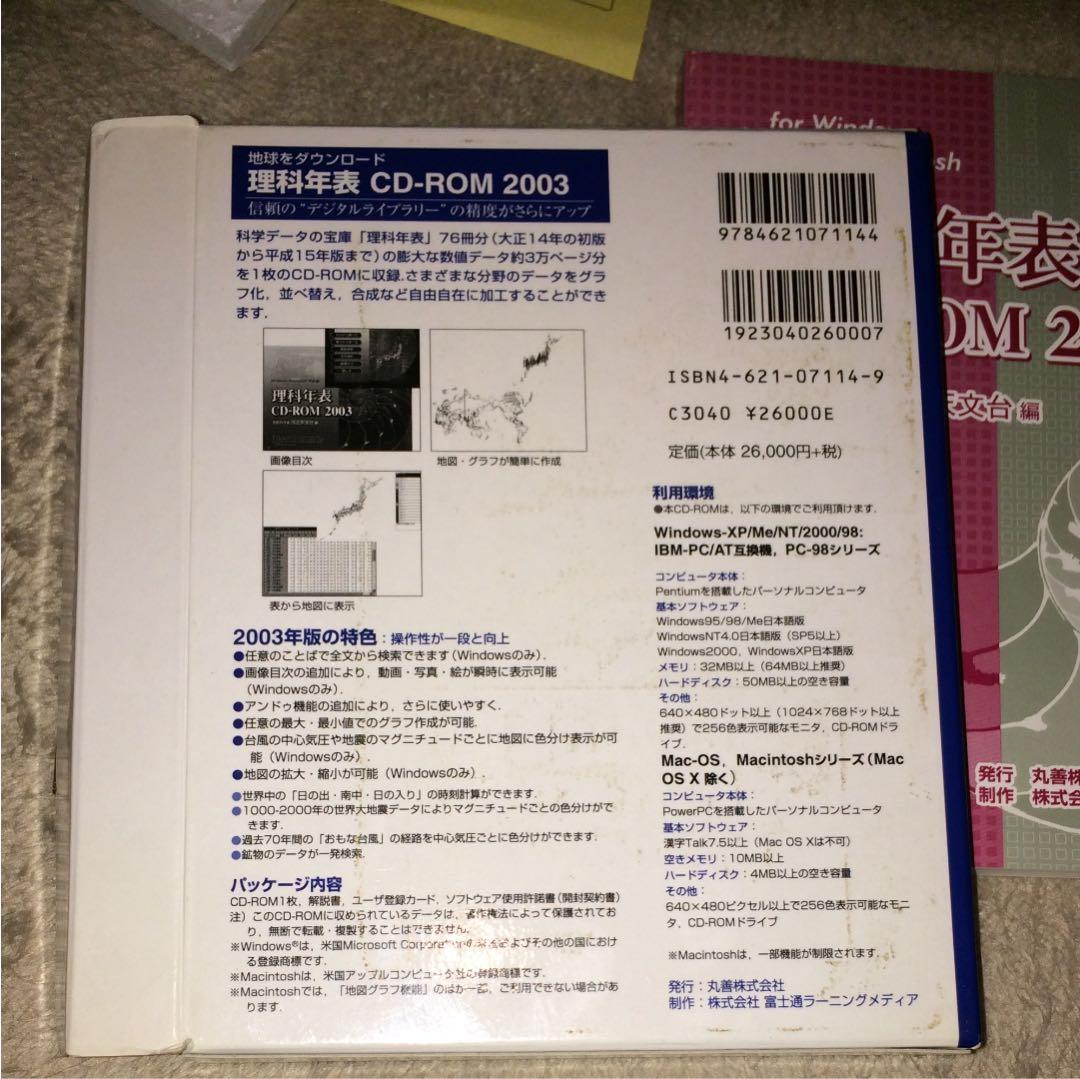 地球をダウンロード
理科年表 CD-ROM 2003
信頼の“デジタルライブラリー”の精度がさらにアップ
科学データの宝庫「理科年表」76冊分(大正14年の初版
から平成15年版まで)の膨大な数値データ約3万ページ分
を1枚のCD-ROMに収録.さまざまな分野のデータをグラ
フ化,並べ替え,合成など自由自在に加工することができ
ます.
理科年表
CD-ROM 2003
画像目次
地図・グラフが簡単に作成
表から地図に表示
2003年版の特色:操作性が一段と向上
●任意のことばで全文から検索できます(Windowsのみ).
●画像目次の追加により,動画・写真・絵が瞬時に表示可能
(Windowsのみ).
●アンドゥ機能の追加により,さらに使いやすく.
●任意の最大・最小値でのグラフ作成が可能.
●台風の中心気圧や地震のマグニチュードごとに地図に色分け表示が可
能(Windowsのみ).
●地図の拡大・縮小が可能(Windowsのみ).
●世界中の「日の出・南中・日の入り」の時刻計算ができます.
●1000-2000年の世界大地震データによりマグニチュードごとの色分けがで
きます.
●過去70年間の「おもな台風」の経路を中心気圧ごとに色分けができます.
●鉱物のデータが一発検索.
パッケージ内容
CD-ROM1枚,解説書,ユーザ登録カード,ソフトウェア使用許諾書(開封契約書)
注)このCD-ROMに収められているデータは,著作権法によって保護されてお
り,無断で転載・複製することはできません.
※Windows®は,米国Microsoft Corporationの米国およびその他の国におけ
る登録商標です.
※Macintoshは,米国アップルコンピュータ社の登録商標です.
※Macintoshでは,「地図グラフ機能」のほか一部,ご利用できない場合があ
ります.
9784621071144
1923040260007
ISBN4-621-07114-9
C3040 ¥26000E
定価(本体 26,000円+税)
利用環境
●本CD-ROMは,以下の環境でご利用頂けます.
Windows-XP/Me/NT/2000/98:
IBM-PC/AT互換機,PC-98シリーズ
コンピュータ本体:
Pentiumを搭載したパーソナルコンピュータ
基本ソフトウェア:
Windows95/98/Me日本語版
WindowsNT4.0日本語版(SP5以上)
Windows2000,WindowsXP日本語版
メモリ:32MB以上(64MB以上推奨)
ハードディスク:50MB以上の空き容量
その他:
640×480ドット以上(1024×768ドット以上
推奨)で256色表示可能なモニタ,CD-ROMドラ
イブ.
Mac-OS,Macintoshシリーズ(Mac
OS X 除く)
コンピュータ本体:
PowerPCを搭載したパーソナルコンピュータ
基本ソフトウェア:
漢字Talk7.5以上(Mac OS Xは不可)
空きメモリ:10MB以上
ハードディスク:4MB以上の空き容量
その他:
640×480ピクセル以上で256色表示可能なモニ
タ,CD-ROMドライブ
※Macintoshは,一部機能が制限されます.
発行:丸善株式会社
制作:株式会社 富士通ラーニングメディア
for Windo
sh
年表
OM 2
天文台 編
発行 丸善株
制作 株式会